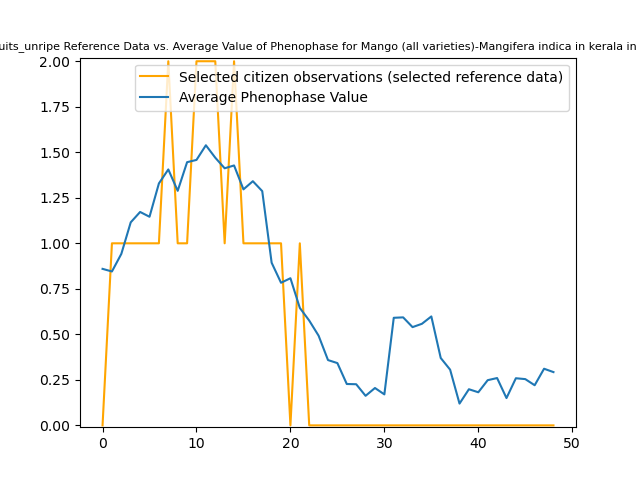 uits_unripe Reference Data vs. Average Value of Phenophase for Mango (all varieties)-Mangifera indica in kerala in
2.00
Selected citizen observations (selected reference data)
Average Phenophase Value
1.75
1.50
1.25
1.00
0.75
0.50
0.25
0.00
0 10 20 30 40 50